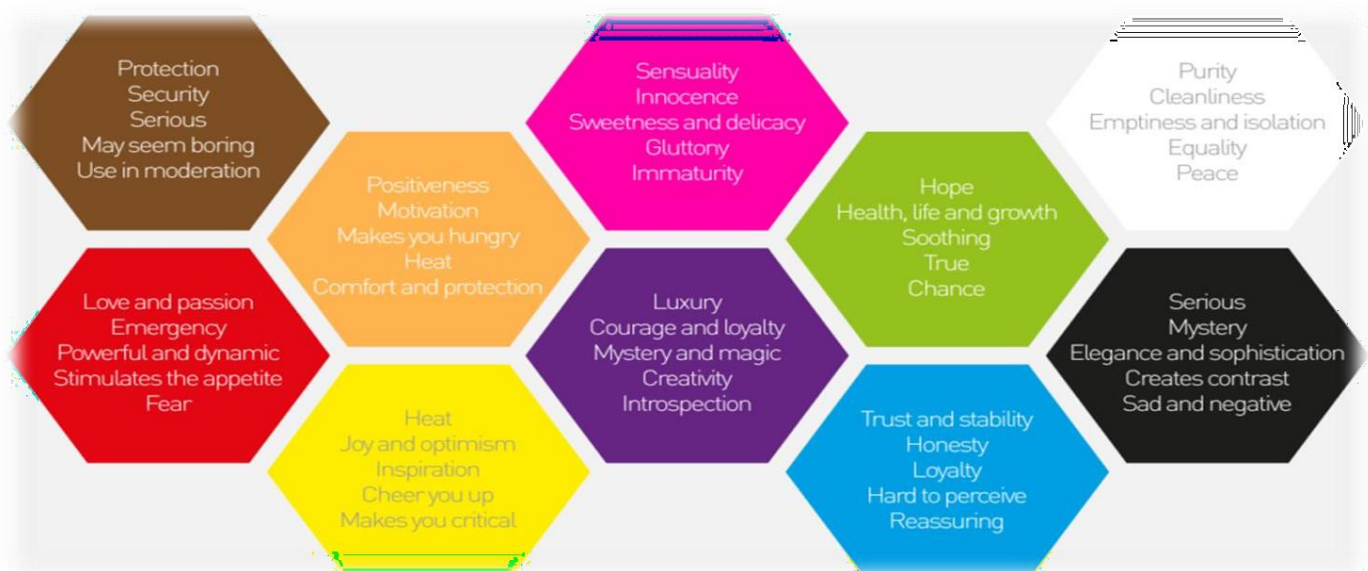 Protection
Security
Serious
May seem boring
Use in moderation
Positiveness
Motivation
Makes you hungry
Heat
Comfort and protection
Sensuality
Innocence
Sweetness and delicacy
Gluttony
Immaturity
Hope
Health, life and growth
Soothing
True
Chance
Purity
Cleanliness
Emptiness and isolation
Equality
Peace
Love and passion
Emergency
Powerful and dynamic
Stimulates the appetite
Fear
Heat
Joy and optimism
Inspiration
Cheer you up
Makes you critical
Luxury
Courage and loyalty
Mystery and magic
Creativity
Introspection
Trust and stability
Honesty
Loyalty
Hard to perceive
Reassuring
Serious
Mystery
Elegance and sophistication
Creates contrast
Sad and negative